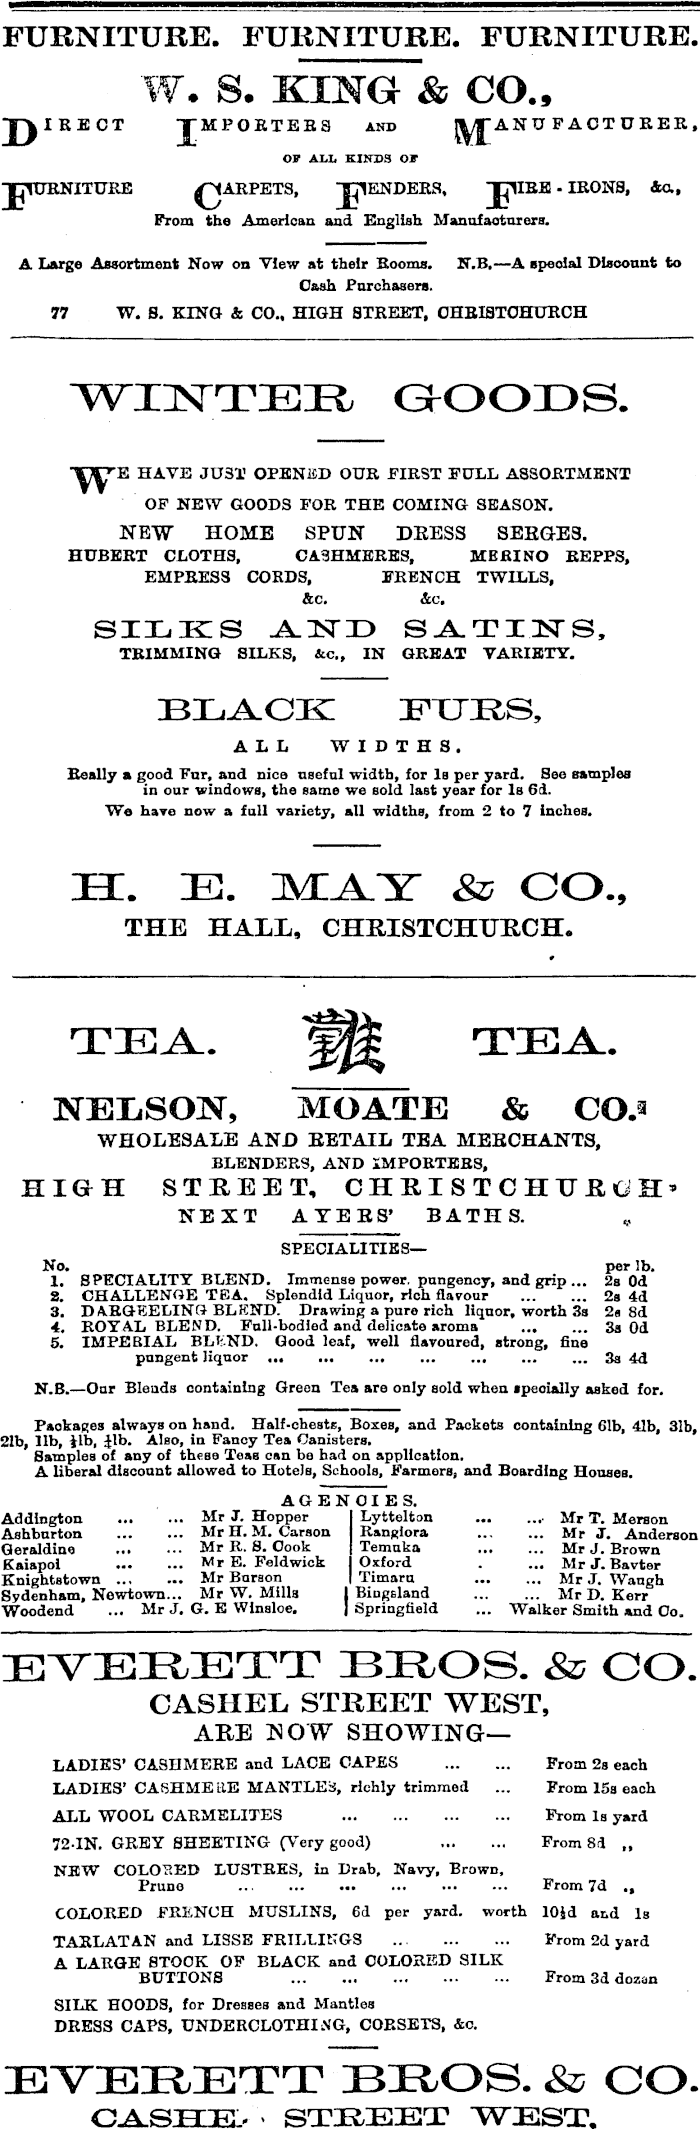 FURNITURE. FURNITURE. FURNITURE.
W. S. KING & CO.,
DIRECT IMPORTERS AND MANUFACTURER,
OF ALL KINDS OF
FURNITURE CARPETS, FENDERS, FIRE-IRONS, &c.,
From the American and English Manufacturers.
A Large Assortment Now on View at their Rooms. N.B.—A special Discount to
Cash Purchasers.
77 W. S. KING & CO., HIGH STREET, CHRISTCHURCH
WINTER GOODS.
WE HAVE JUST OPENED OUR FIRST FULL ASSORTMENT
OF NEW GOODS FOR THE COMING SEASON.
NEW HOME SPUN DRESS SERGES.
HUBERT CLOTHS, CASHMERES, MERINO REPPS,
EMPRESS CORDS, FRENCH TWILLS,
&c. &c.
SILKS AND SATINS,
TRIMMING SILKS, &c., IN GREAT VARIETY.
BLACK FURS,
ALL WIDTHS.
Really a good Fur, and nice useful width, for 1s per yard. See samples
in our windows, the same we sold last year for 1s 6d.
We have now a full variety, all widths, from 2 to 7 inches.
H. E. MAY & CO.,
THE HALL, CHRISTCHURCH.
TEA. TEA.
NELSON, MOATE & CO.
WHOLESALE AND RETAIL TEA MERCHANTS,
BLENDERS, AND IMPORTERS,
HIGH STREET, CHRISTCHURCH
NEXT AYERS' BATHS.
SPECIALITIES—
No. per lb.
1. SPECIALITY BLEND. Immense power, pungency, and grip ... 2s 0d
2. CHALLENGE TEA. Splendid Liquor, rich flavour ... ... 2s 4d
3. DARGEELING BLEND. Drawing a pure rich liquor, worth 3s 2s 8d
4. ROYAL BLEND. Full-bodied and delicate aroma ... ... 3s 0d
5. IMPERIAL BLEND. Good leaf, well flavoured, strong, fine
pungent liquor ... ... ... ... ... ... ... 3s 4d
N.B.—Our Blends containing Green Tea are only sold when specially asked for.
Packages always on hand. Half-chests, Boxes, and Packets containing 6lb, 4lb, 3lb,
2lb, 1lb, ½lb, ¼lb. Also, in Fancy Tea Canisters.
Samples of any of these Teas can be had on application.
A liberal discount allowed to Hotels, Schools, Farmers, and Boarding Houses.
AGENCIES.
Addington ... ... Mr J. Hopper
Ashburton ... ... Mr H. M. Carson
Geraldine ... ... Mr R. S. Cook
Kaiapoi ... ... Mr E. Feldwick
Knightstown ... ... Mr Burson
Sydenham, Newtown... Mr W. Mills
Woodend ... Mr J. G. E Winsloe.
Lyttelton ... ... Mr T. Merson
Rangiora ... ... Mr J. Anderson
Temuka ... ... Mr J. Brown
Oxford . ... Mr J. Bavter
Timaru ... ... Mr J. Waugh
Bingsland ... ... Mr D. Kerr
Springfield ... Walker Smith and Co.
EVERETT BROS. & CO.
CASHEL STREET WEST,
ARE NOW SHOWING—
LADIES' CASHMERE and LACE CAPES ... ... From 2s each
LADIES' CASHMERE MANTLES, richly trimmed ... From 15s each
ALL WOOL CARMELITES ... ... ... ... From 1s yard
72-IN. GREY SHEETING (Very good) ... ... From 8d „
NEW COLORED LUSTRES, in Drab, Navy, Brown,
Prune ... ... ... ... ... ... From 7d „
COLORED FRENCH MUSLINS, 6d per yard. worth 10½d and 1s
TARLATAN and LISSE FRILLINGS ... ... ... From 2d yard
A LARGE STOCK OF BLACK and COLORED SILK
BUTTONS ... ... ... ... ... From 3d dozen
SILK HOODS, for Dresses and Mantles
DRESS CAPS, UNDERCLOTHING, CORSETS, &c.
EVERETT BROS. & CO.
CASHE STREET WEST.